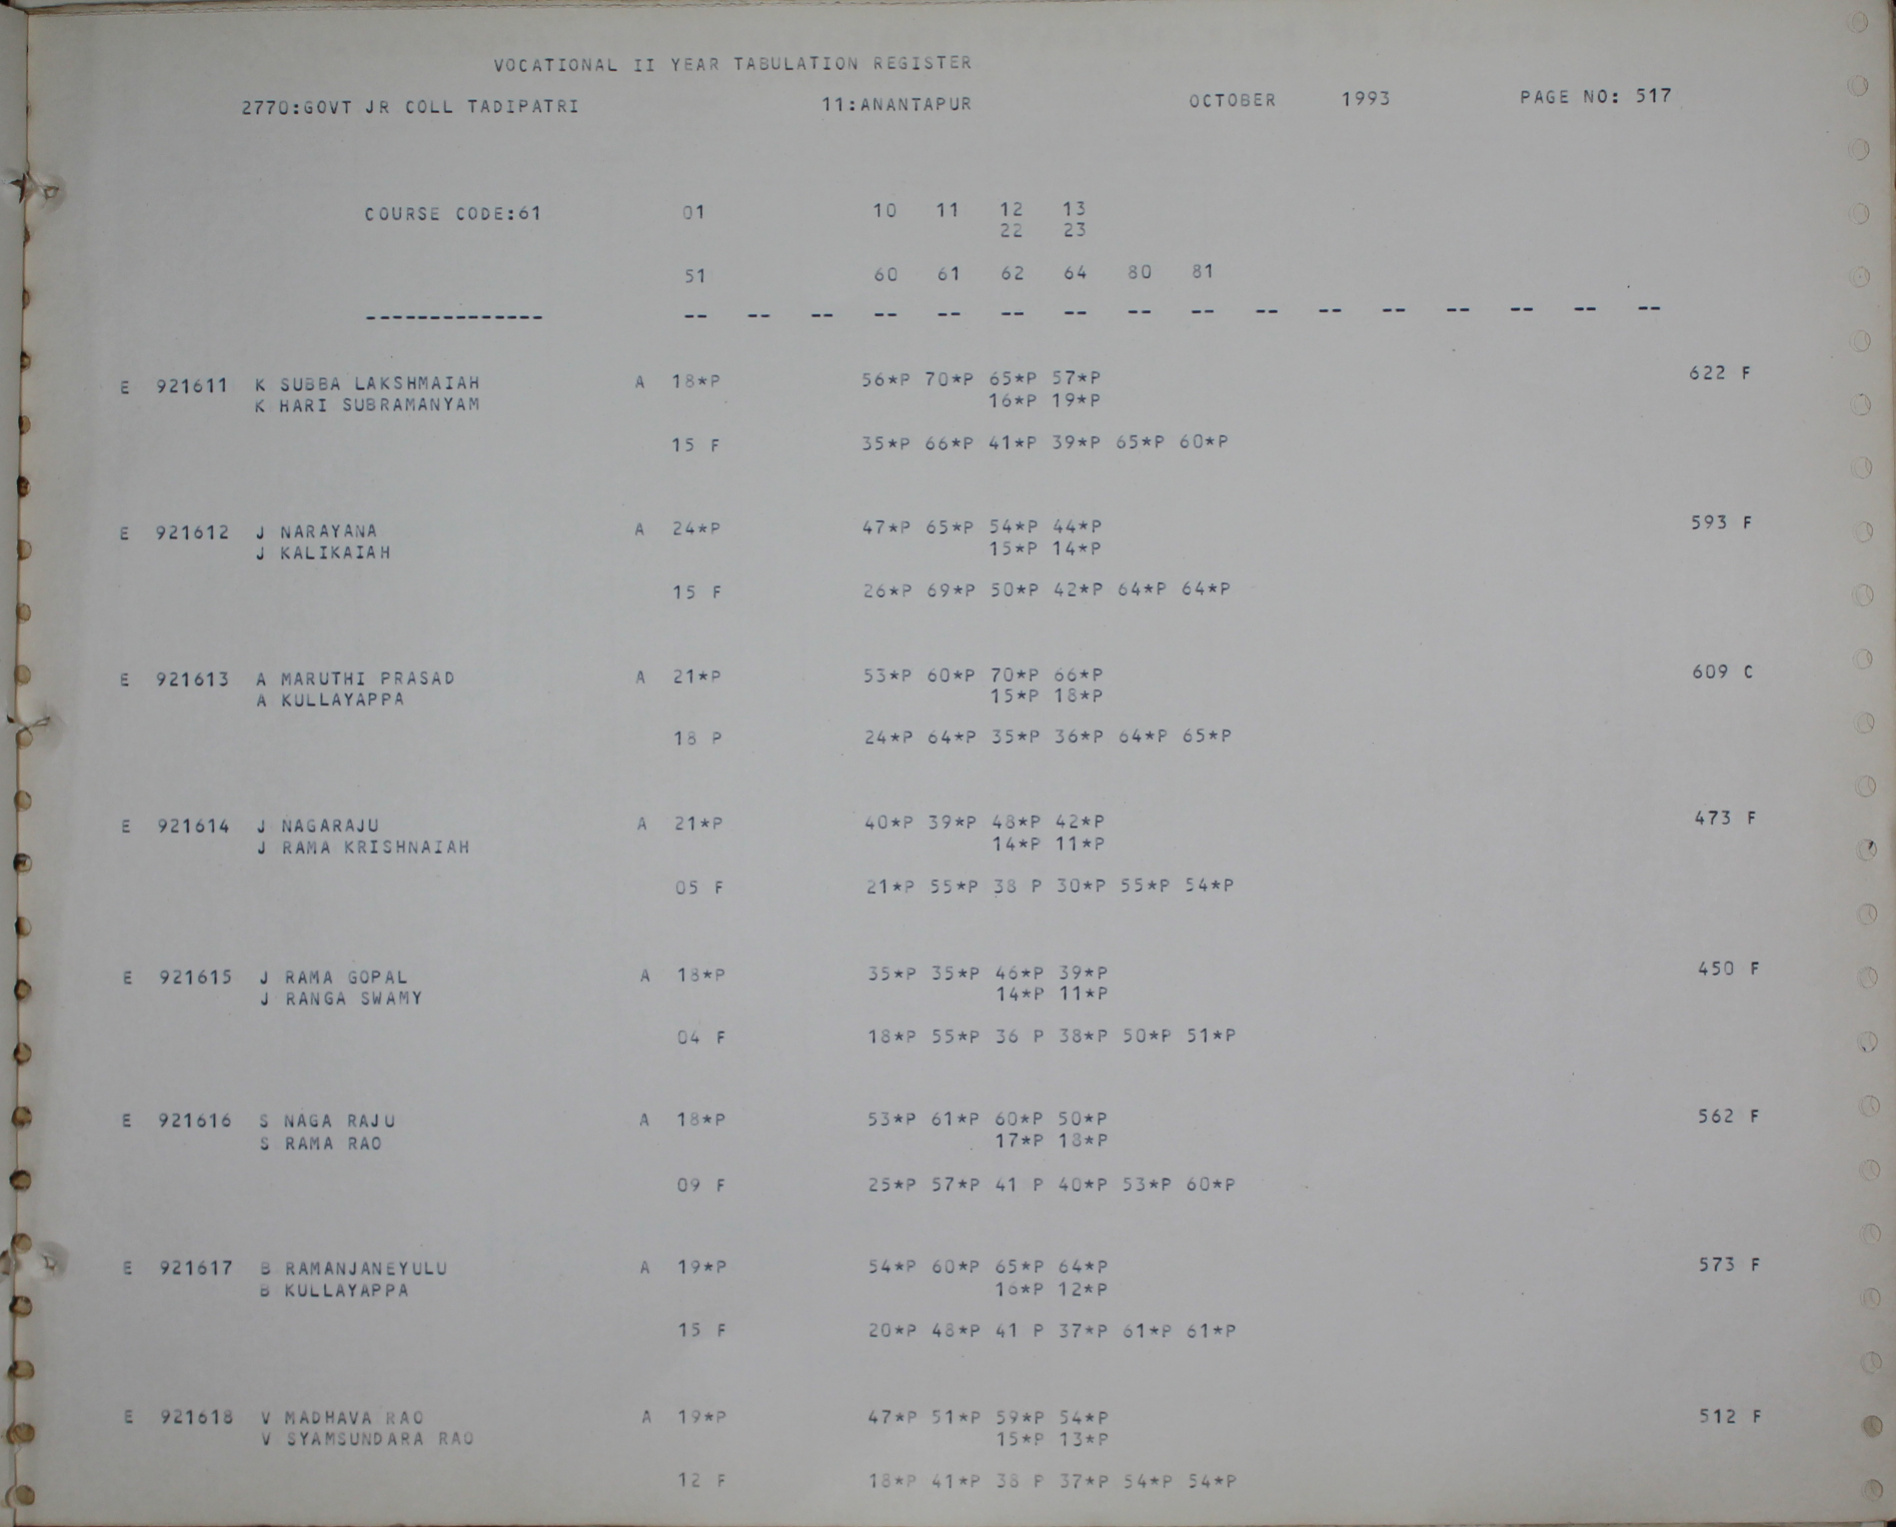 VOCATIONAL II YEAR TABULATION REGISTER
2770:GOVT JR COLL TADIPATRI 11:ANANTAPUR OCTOBER 1993 PAGE NO: 517
COURSE CODE:61 01 10 11 12 13
22 23
51 60 61 62 64 80 81
-------------- -- -- -- -- -- -- -- -- -- -- -- -- -- -- -- --
E 921611 K SUBBA LAKSHMAIAH A 18*P 56*P 70*P 65*P 57*P 622 F
K HARI SUBRAMANYAM 16*P 19*P
15 F 35*P 66*P 41*P 39*P 65*P 60*P
E 921612 J NARAYANA A 24*P 47*P 65*P 54*P 44*P 593 F
J KALIKAIAH 15*P 14*P
15 F 26*P 69*P 50*P 42*P 64*P 64*P
E 921613 A MARUTHI PRASAD A 21*P 53*P 60*P 70*P 66*P 609 C
A KULLAYAPPA 15*P 18*P
18 P 24*P 64*P 35*P 36*P 64*P 65*P
E 921614 J NAGARAJU A 21*P 40*P 39*P 48*P 42*P 473 F
J RAMA KRISHNAIAH 14*P 11*P
05 F 21*P 55*P 38 P 30*P 55*P 54*P
E 921615 J RAMA GOPAL A 18*P 35*P 35*P 46*P 39*P 450 F
J RANGA SWAMY 14*P 11*P
04 F 18*P 55*P 36 P 38*P 50*P 51*P
E 921616 S NAGA RAJU A 18*P 53*P 61*P 60*P 50*P 562 F
S RAMA RAO 17*P 18*P
09 F 25*P 57*P 41 P 40*P 53*P 60*P
E 921617 B RAMANJANEYULU A 19*P 54*P 60*P 65*P 64*P 573 F
B KULLAYAPPA 16*P 12*P
15 F 20*P 48*P 41 P 37*P 61*P 61*P
E 921618 V MADHAVA RAO A 19*P 47*P 51*P 59*P 54*P 512 F
V SYAMSUNDARA RAO 15*P 13*P
12 F 18*P 41*P 38 P 37*P 54*P 54*P